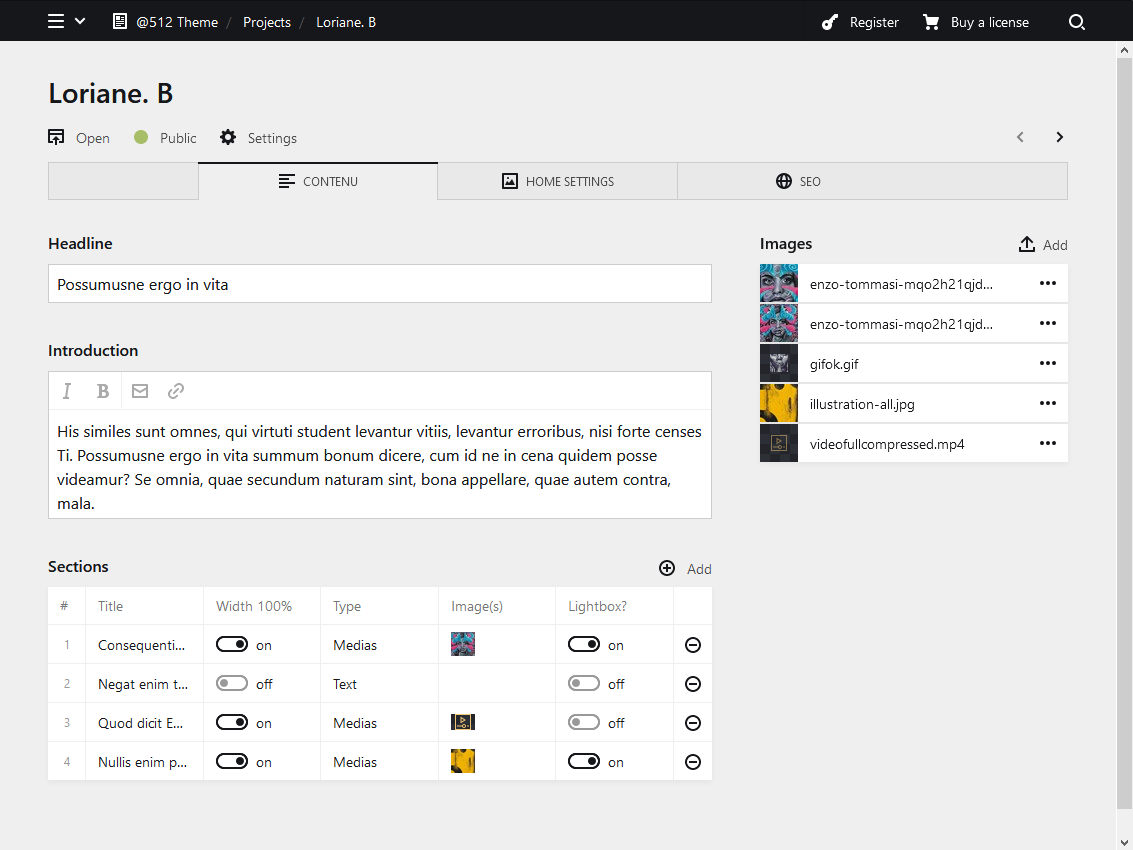 @512 Theme / Projects / Loriane. B Register Buy a license
Loriane. B
Open Public Settings
CONTENU HOME SETTINGS SEO
Headline
Possumusne ergo in vita
Introduction
I B
His similes sunt omnes, qui virtuti student levantur vitiis, levantur erroribus, nisi forte censes
Ti. Possumusne ergo in vita summum bonum dicere, cum id ne in cena quidem posse
videamur? Se omnia, quae secundum naturam sint, bona appellare, quae autem contra,
mala.
Sections Add
# Title Width 100% Type Image(s) Lightbox?
1 Consequenti... on Medias on
2 Negat enim t... off Text off
3 Quod dicit E... on Medias off
4 Nullis enim p... on Medias on
Images Add
enzo-tommasi-mqo2h21qjd...
enzo-tommasi-mqo2h21qjd...
gifok.gif
illustration-all.jpg
videofullcompressed.mp4